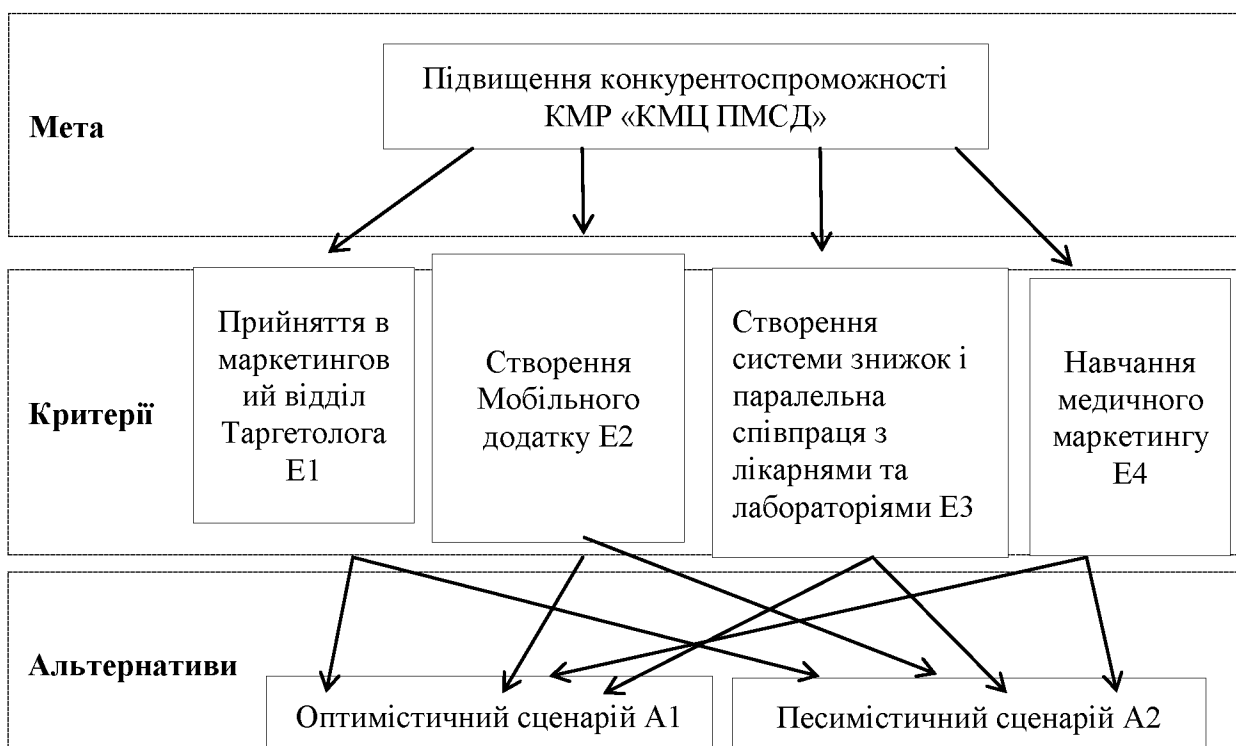 Підвищення конкурентоспроможності
КМР «КМЦ ПМСД»
Мета
Прийняття в
маркетингов
ий відділ
Таргетолога
Е1
Створення
Мобільного
додатку Е2
Створення
системи знижок і
паралельна
співпраця з
лікарнями та
лабораторіями Е3
Навчання
медичного
маркетингу
Е4
Критерії
Альтернативи
Оптимістичний сценарій А1
Песимістичний сценарій А2